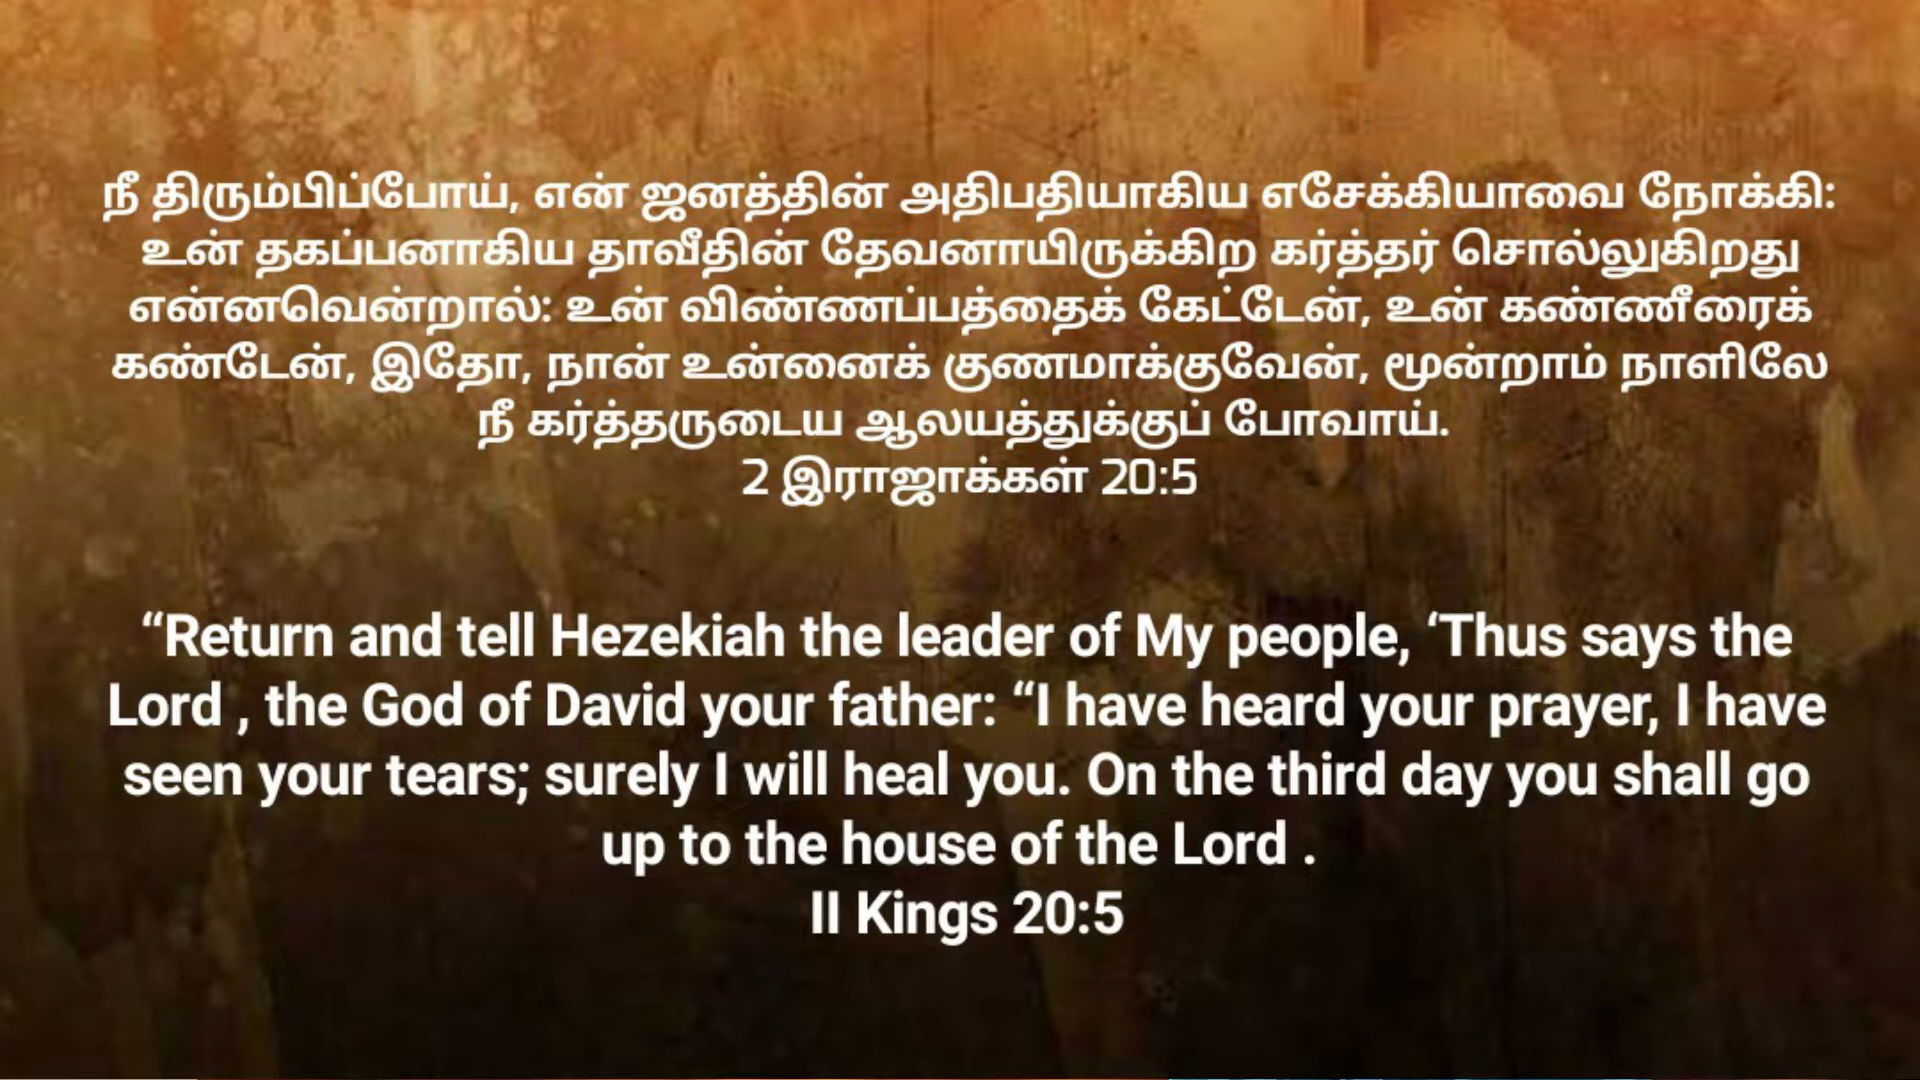 நீ திரும்பிப்போய், என் ஜனத்தின் அதிபதியாகிய எசேக்கியாவை நோக்கி:
உன் தகப்பனாகிய தாவீதின் தேவனாயிருக்கிற கர்த்தர் சொல்லுகிறது
என்னவென்றால்: உன் விண்ணப்பத்தைக் கேட்டேன், உன் கண்ணீரைக்
கண்டேன், இதோ, நான் உன்னைக் குணமாக்குவேன், மூன்றாம் நாளிலே
நீ கர்த்தருடைய ஆலயத்துக்குப் போவாய்.
2 இராஜாக்கள் 20:5
“Return and tell Hezekiah the leader of My people, ‘Thus says the
Lord , the God of David your father: “I have heard your prayer, I have
seen your tears; surely I will heal you. On the third day you shall go
up to the house of the Lord .
II Kings 20:5